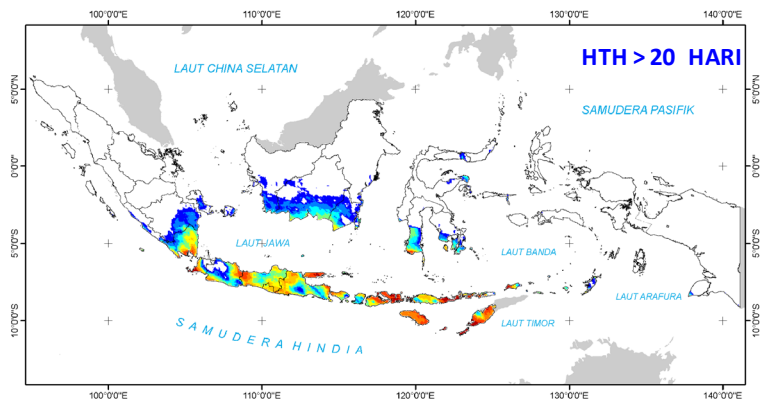 100°0'0"E 110°0'0"E 120°0'0"E 130°0'0"E 140°0'0"E
HTH > 20 HARI
LAUT CHINA SELATAN
5°0'0"N 5°0'0"N
SAMUDERA PASIFIK
0°0'0" 0°0'0"
LAUT JAWA
5°0'0"S 5°0'0"S
LAUT BANDA
LAUT ARAFURA
10°0'0"S 10°0'0"S
SAMUDERA HINDIA
LAUT TIMOR
100°0'0"E 110°0'0"E 120°0'0"E 130°0'0"E 140°0'0"E